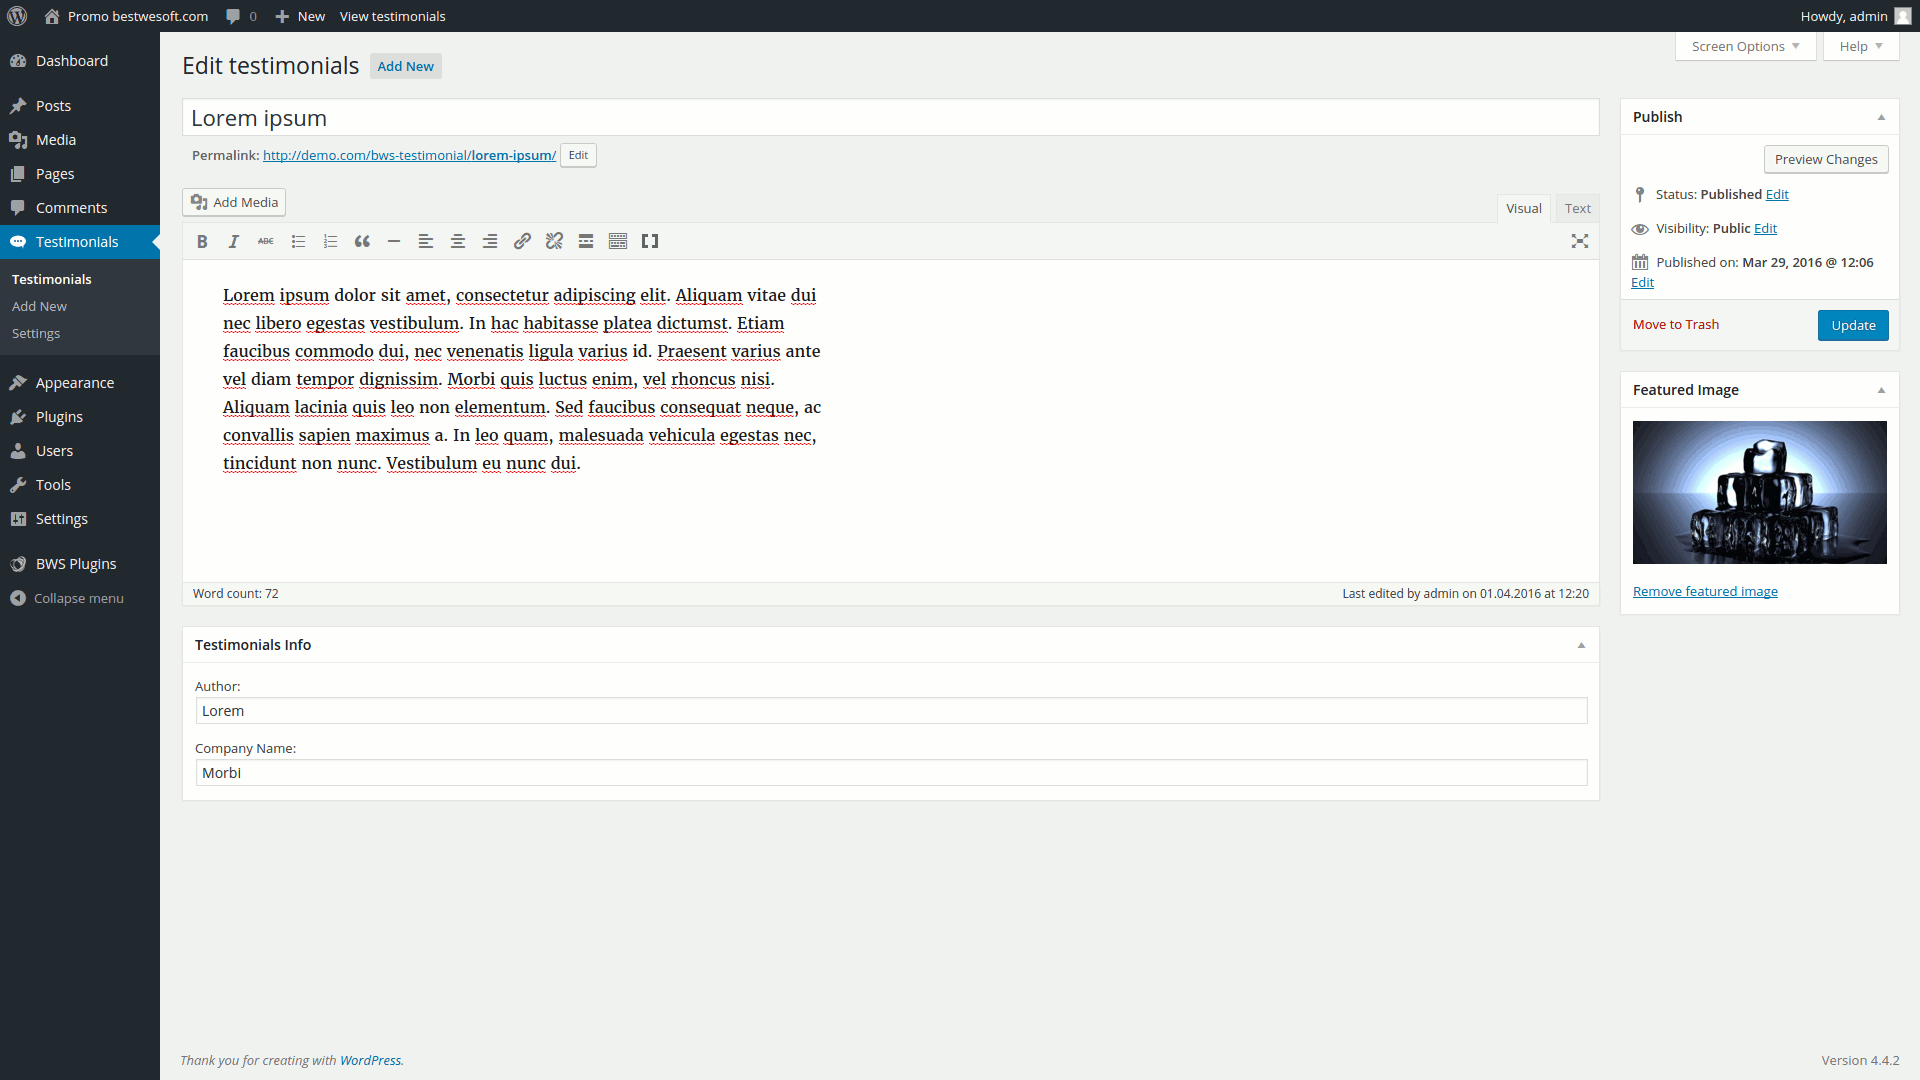 Promo bestwesoft.com 0 New View testimonials Howdy, admin
Dashboard
Posts
Media
Pages
Comments
Testimonials
Testimonials
Add New
Settings
Appearance
Plugins
Users
Tools
Settings
BWS Plugins
Collapse menu
Screen Options Help
Edit testimonials Add New
Lorem ipsum
Permalink: http://demo.com/bws-testimonial/lorem-ipsum/ Edit
Add Media
Visual Text
B I ABC
Lorem ipsum dolor sit amet, consectetur adipiscing elit. Aliquam vitae dui
nec libero egestas vestibulum. In hac habitasse platea dictumst. Etiam
faucibus commodo dui, nec venenatis ligula varius id. Praesent varius ante
vel diam tempor dignissim. Morbi quis luctus enim, vel rhoncus nisi.
Aliquam lacinia quis leo non elementum. Sed faucibus consequat neque, ac
convallis sapien maximus a. In leo quam, malesuada vehicula egestas nec,
tincidunt non nunc. Vestibulum eu nunc dui.
Word count: 72 Last edited by admin on 01.04.2016 at 12:20
Testimonials Info
Author:
Lorem
Company Name:
Morbi
Publish
Preview Changes
Status: Published Edit
Visibility: Public Edit
Published on: Mar 29, 2016 @ 12:06
Edit
Move to Trash Update
Featured Image
Remove featured image
Thank you for creating with WordPress. Version 4.4.2